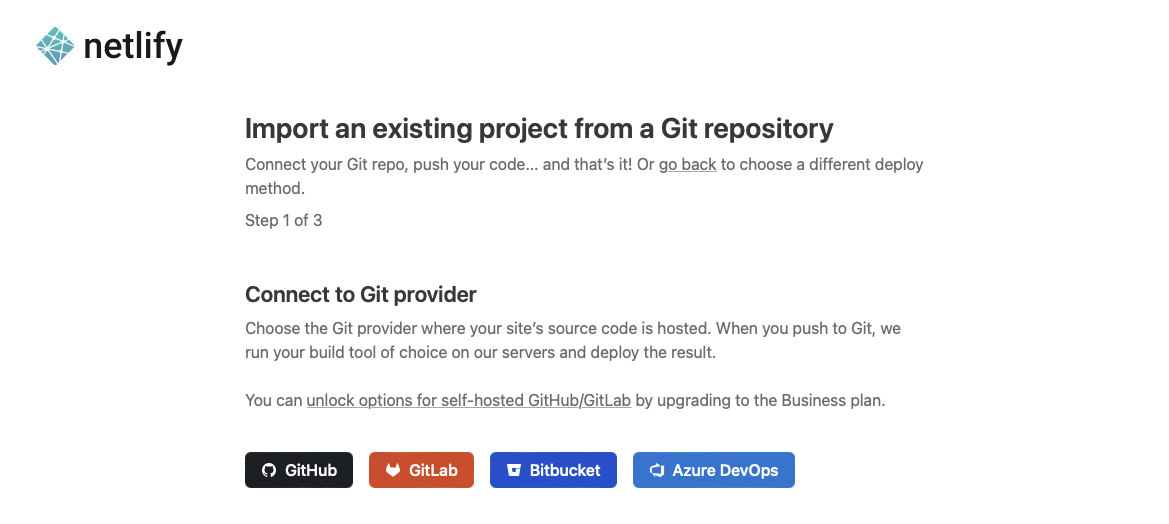 netlify
Import an existing project from a Git repository
Connect your Git repo, push your code… and that’s it! Or go back to choose a different deploy
method.
Step 1 of 3
Connect to Git provider
Choose the Git provider where your site’s source code is hosted. When you push to Git, we
run your build tool of choice on our servers and deploy the result.
You can unlock options for self-hosted GitHub/GitLab by upgrading to the Business plan.
GitHub GitLab Bitbucket Azure DevOps